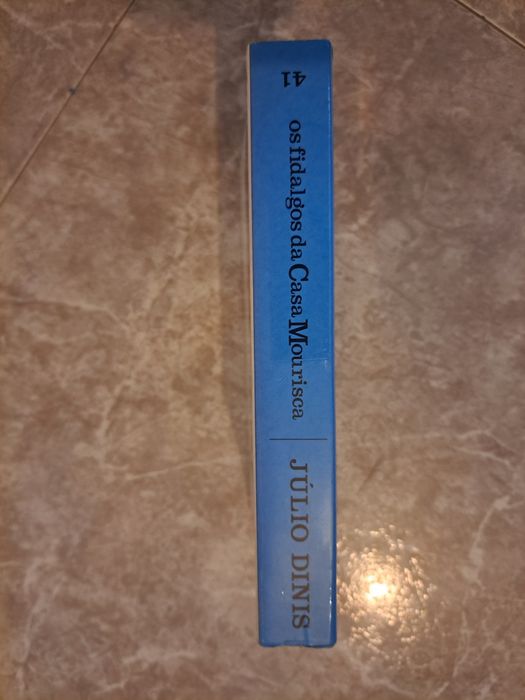 41
os fidalgos da Casa Mourisca
JÚLIO DINIS